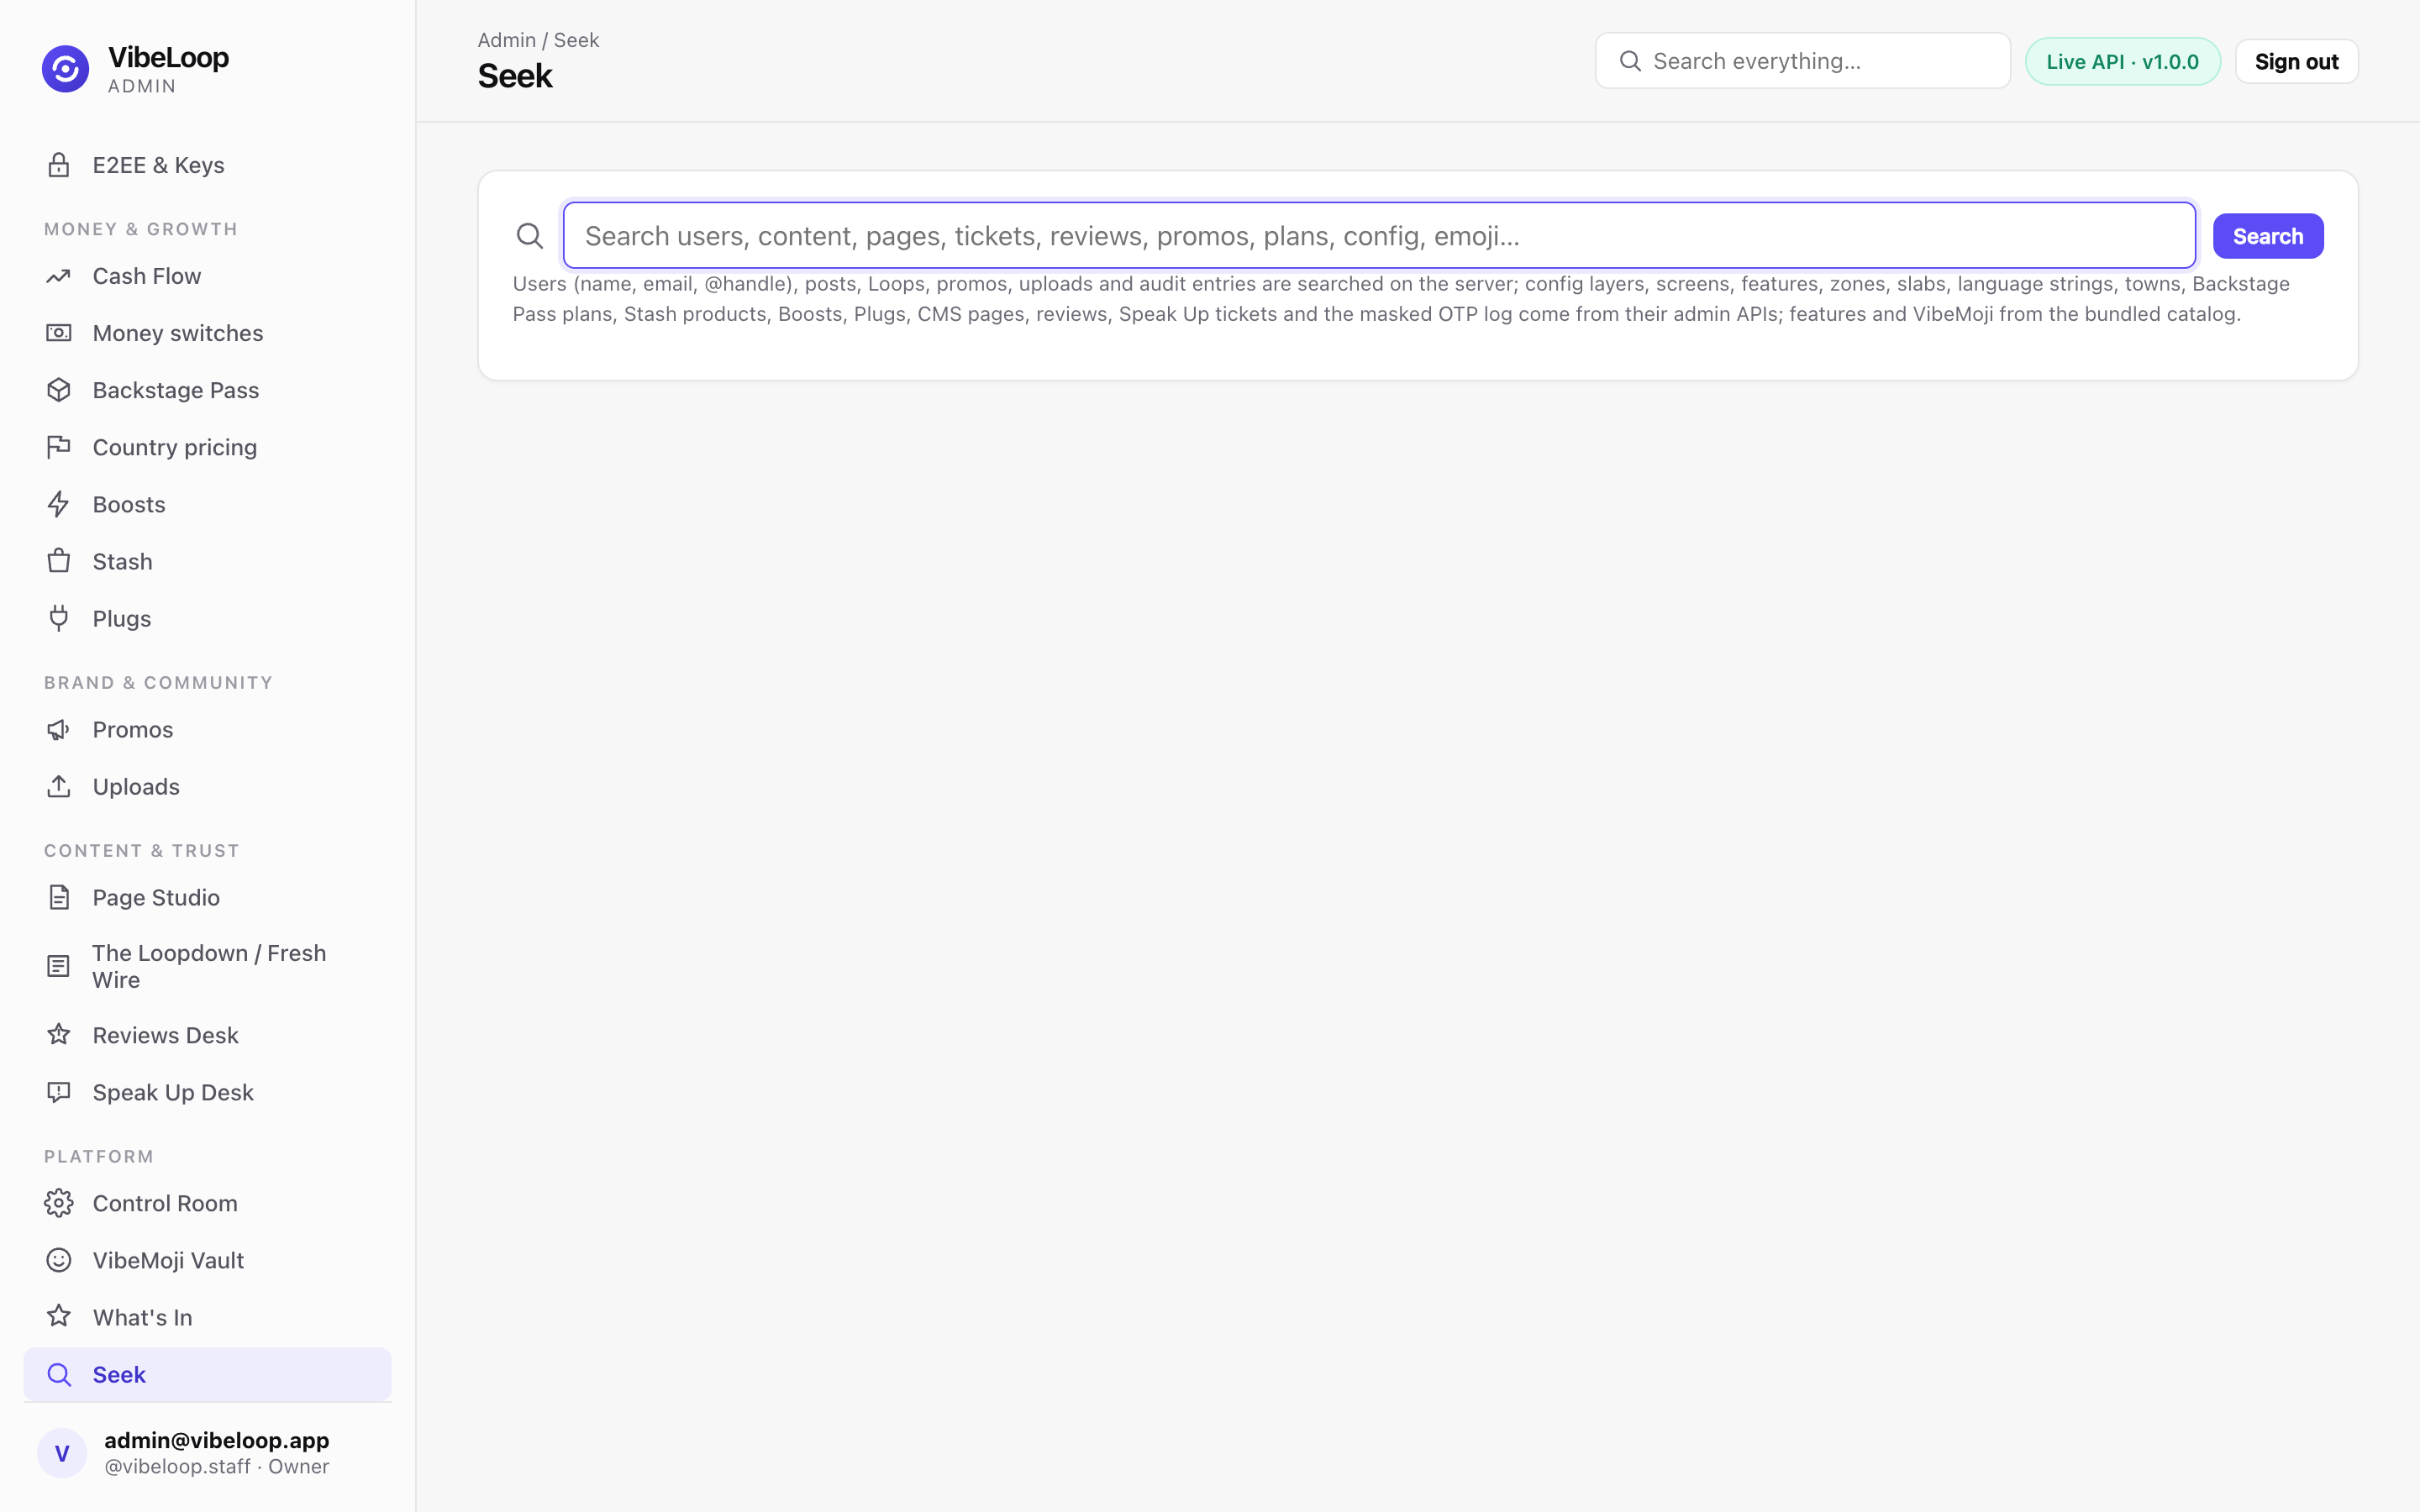 VibeLoop
ADMIN
E2EE & Keys
MONEY & GROWTH
Cash Flow
Money switches
Backstage Pass
Country pricing
Boosts
Stash
Plugs
BRAND & COMMUNITY
Promos
Uploads
CONTENT & TRUST
Page Studio
The Loopdown / Fresh
Wire
Reviews Desk
Speak Up Desk
PLATFORM
Control Room
VibeMoji Vault
What's In
Seek
V
admin@vibeloop.app
@vibeloop.staff · Owner
Admin / Seek
Seek
Search everything...
Live API · v1.0.0
Sign out
Search users, content, pages, tickets, reviews, promos, plans, config, emoji...
Search
Users (name, email, @handle), posts, Loops, promos, uploads and audit entries are searched on the server; config layers, screens, features, zones, slabs, language strings, towns, Backstage
Pass plans, Stash products, Boosts, Plugs, CMS pages, reviews, Speak Up tickets and the masked OTP log come from their admin APIs; features and VibeMoji from the bundled catalog.